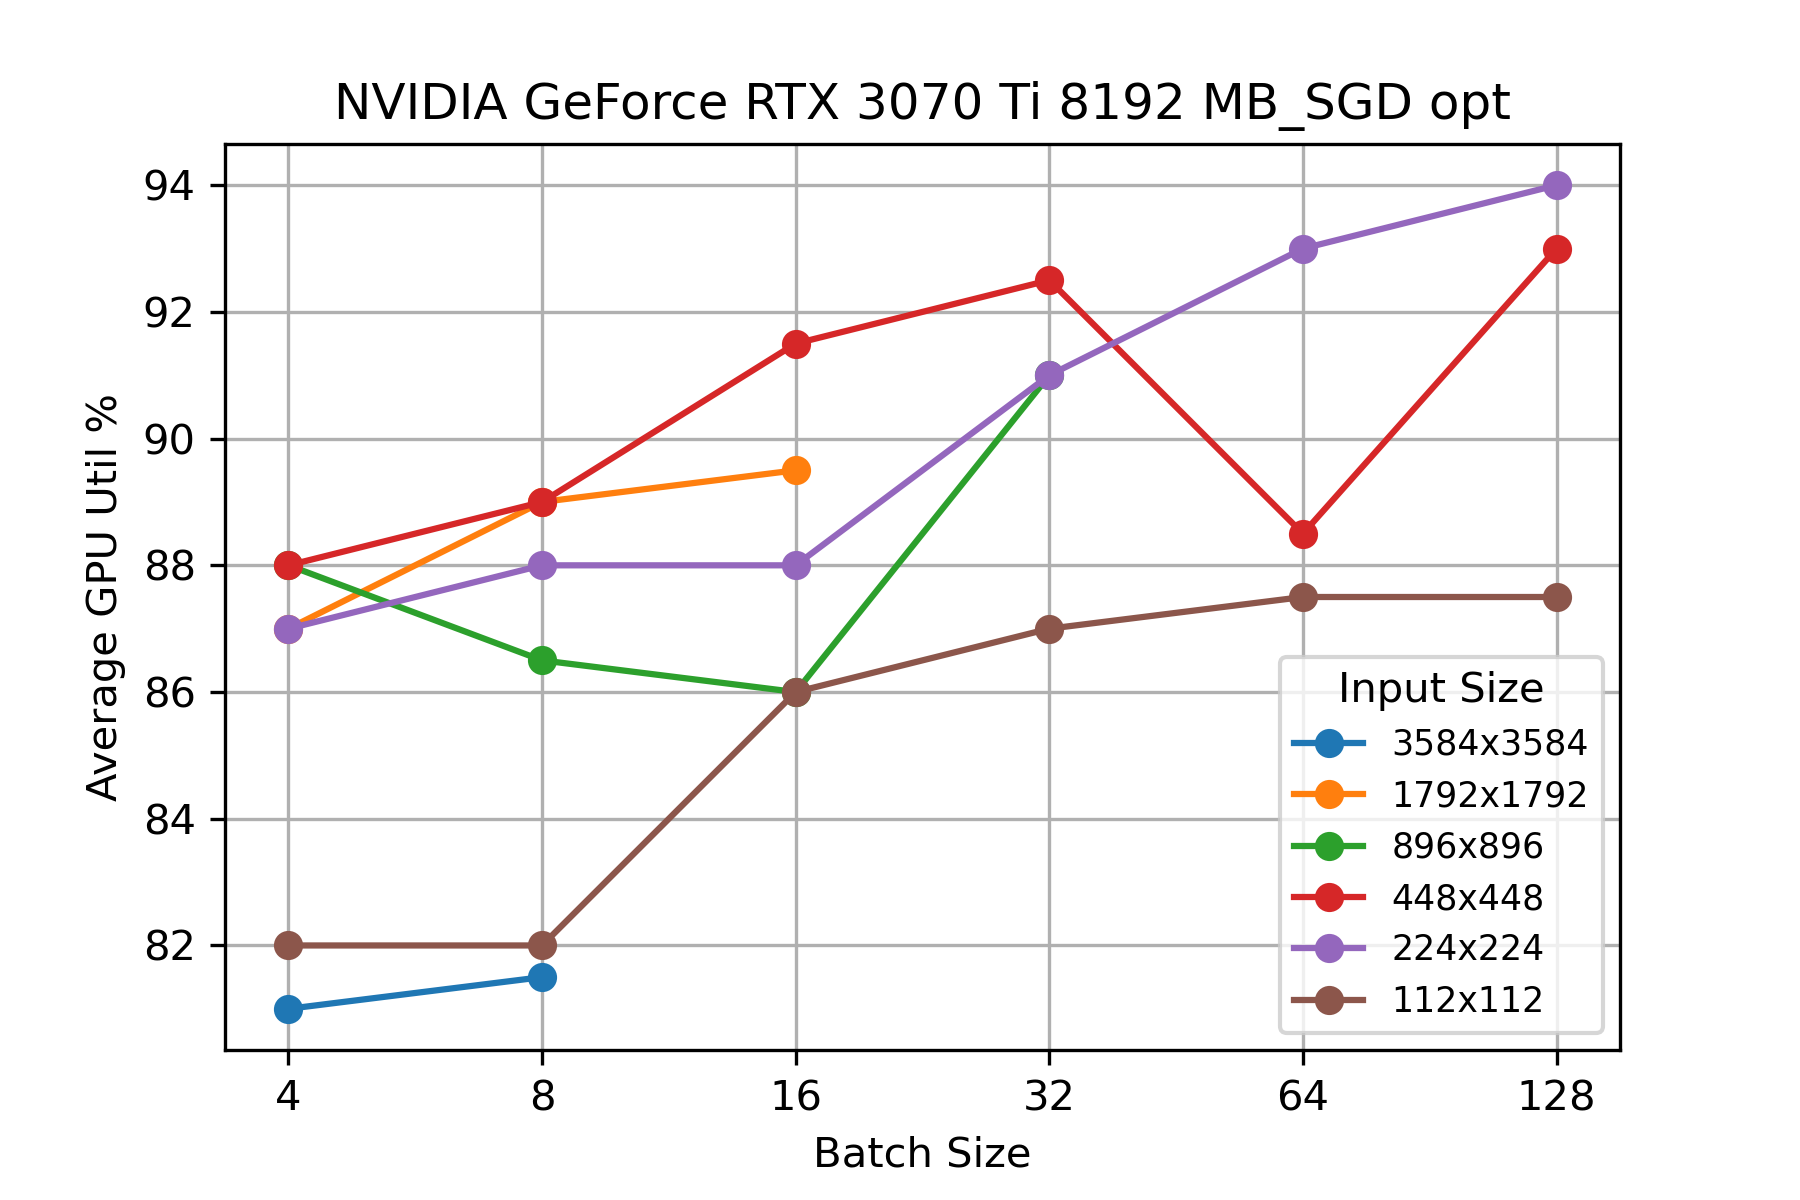 NVIDIA GeForce RTX 3070 Ti 8192 MB_SGD opt
Average GPU Util %
94
92
90
88
86
84
82
Input Size
3584x3584
1792x1792
896x896
448x448
224x224
112x112
4 8 16 32 64 128
Batch Size